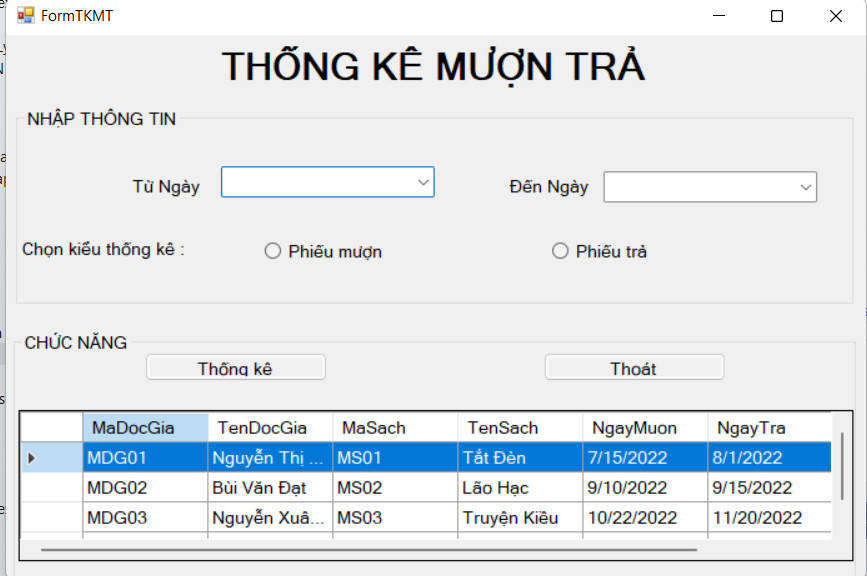 FormTKMT
THỐNG KÊ MƯỢN TRẢ
NHẬP THÔNG TIN
Từ Ngày
Đến Ngày
Chọn kiểu thống kê :
Phiếu mượn
Phiếu trả
CHỨC NĂNG
Thống kê
Thoát
MaDocGia TenDocGia MaSach TenSach NgayMuon NgayTra
MDG01 Nguyễn Thị ... MS01 Tắt Đèn 7/15/2022 8/1/2022
MDG02 Bùi Văn Đạt MS02 Lão Hạc 9/10/2022 9/15/2022
MDG03 Nguyễn Xuâ... MS03 Truyện Kiều 10/22/2022 11/20/2022